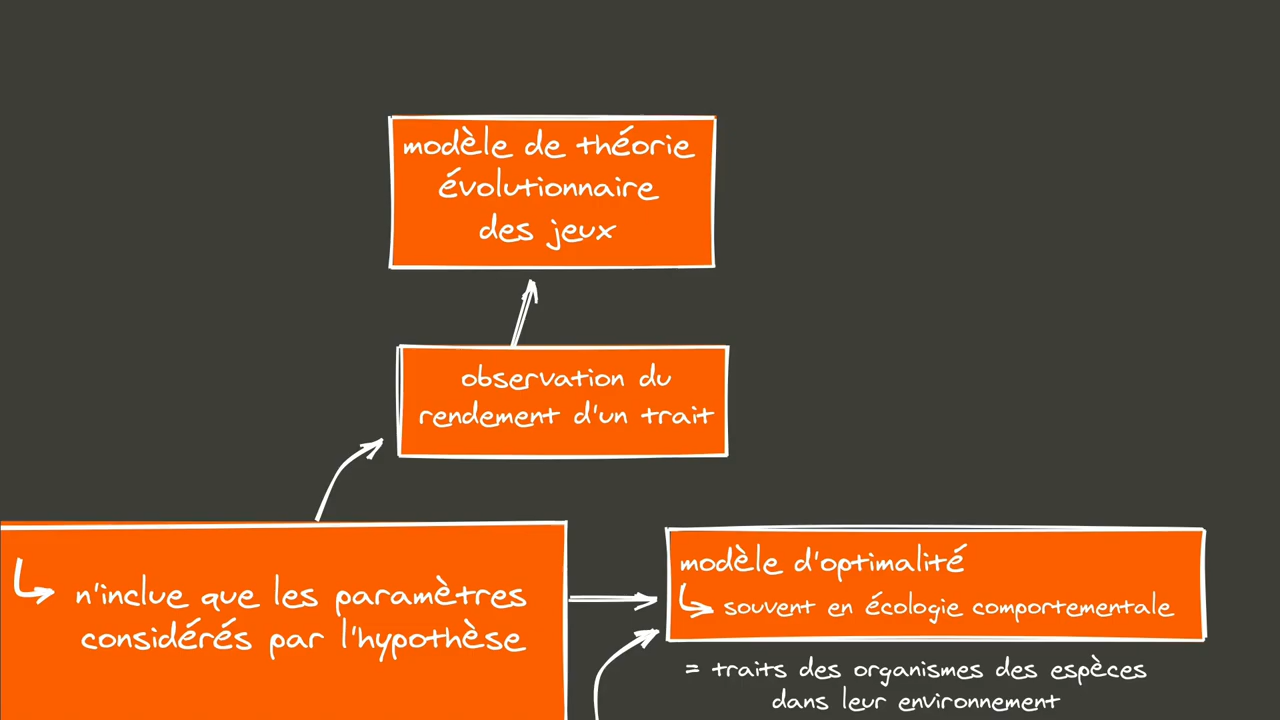 modèle de théorie
évolutionnaire
des jeux
observation du
rendement d'un trait
n'inclue que les paramètres
considérés par l'hypothèse
modèle d'optimalité
souvent en écologie comportementale
= traits des organismes des espèces
dans leur environnement